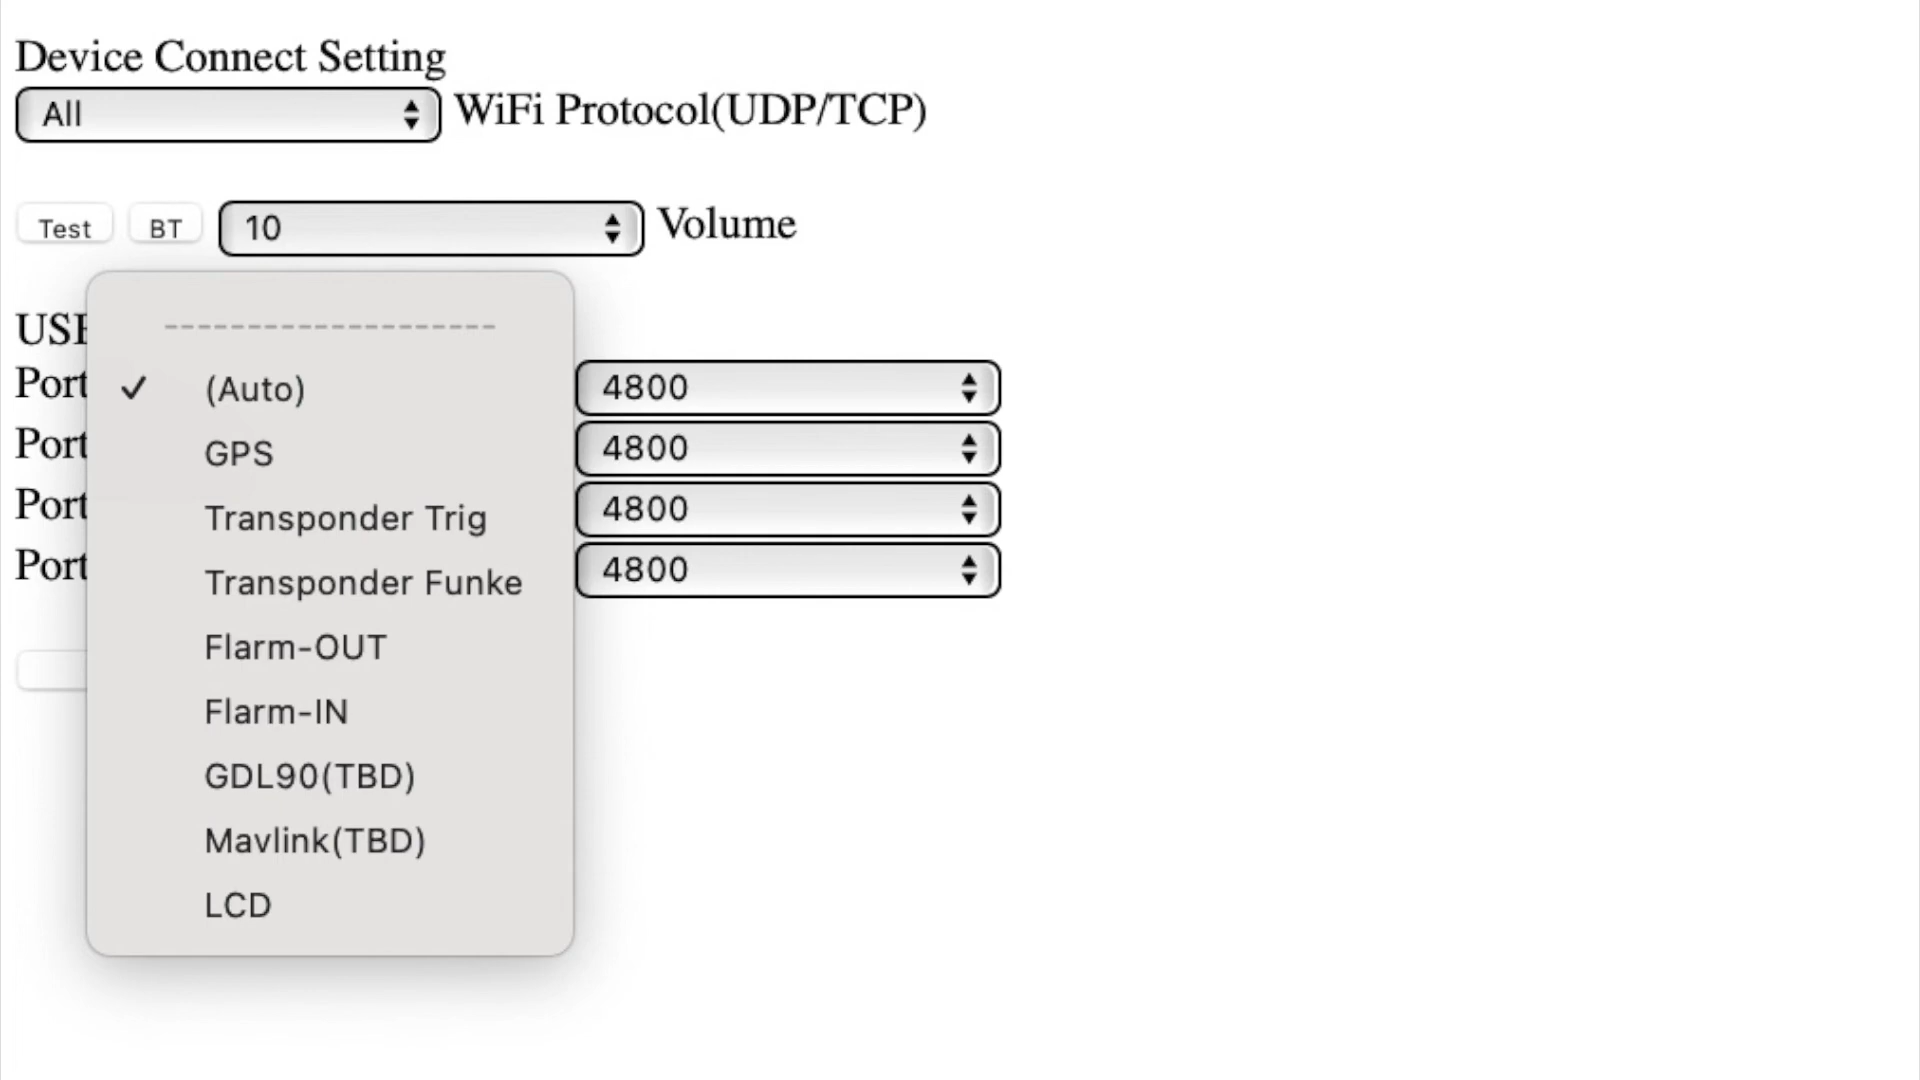 Device Connect Setting
All WiFi Protocol(UDP/TCP)
Test BT 10 Volume
---------------------
(Auto)
GPS
Transponder Trig
Transponder Funke
Flarm-OUT
Flarm-IN
GDL90(TBD)
Mavlink(TBD)
LCD
Port 4800
Port 4800
Port 4800
Port 4800